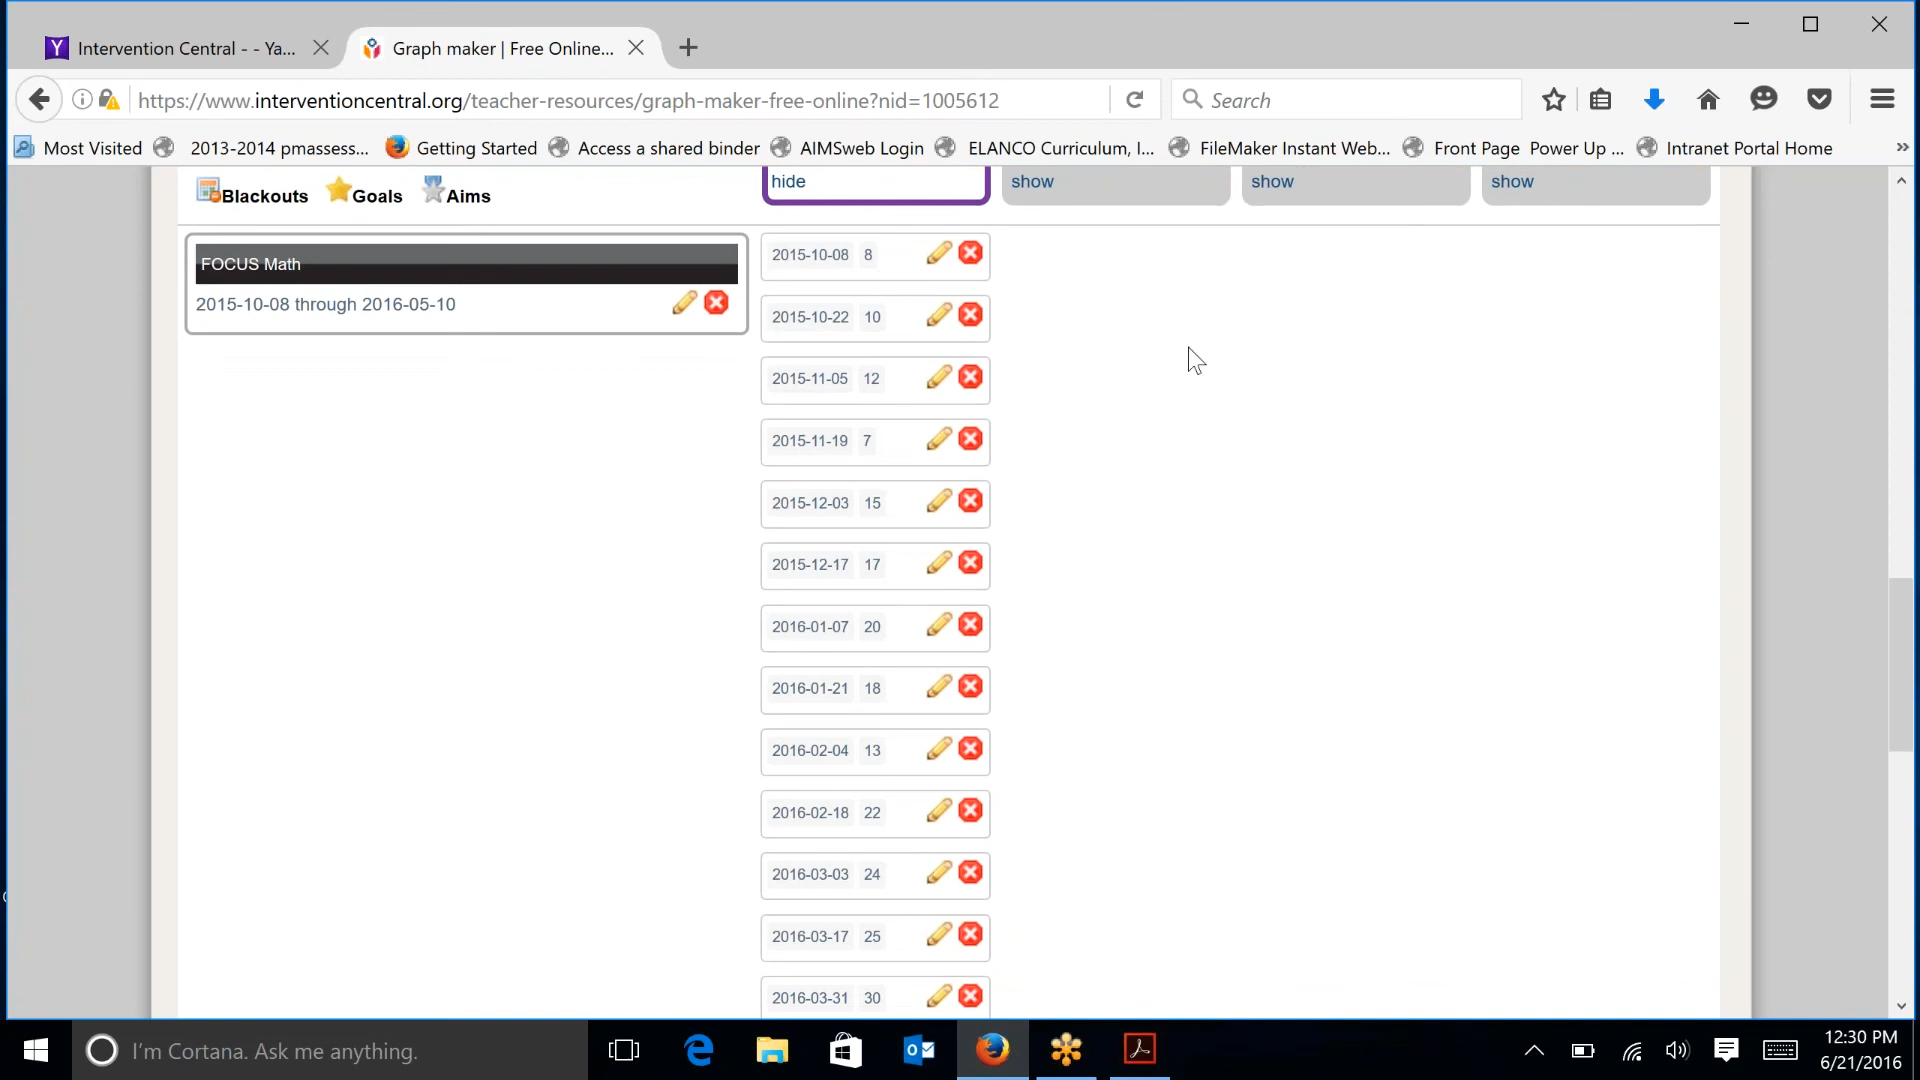 Intervention Central - - Ya...
Graph maker | Free Online...
https://www.interventioncentral.org/teacher-resources/graph-maker-free-online?nid=1005612
Search
Most Visited
2013-2014 pmassess...
Getting Started
Access a shared binder
AIMSweb Login
ELANCO Curriculum, I...
FileMaker Instant Web...
Front Page Power Up ...
Intranet Portal Home
Blackouts
Goals
Aims
hide
show
show
show
FOCUS Math
2015-10-08 through 2016-05-10
2015-10-08 8
2015-10-22 10
2015-11-05 12
2015-11-19 7
2015-12-03 15
2015-12-17 17
2016-01-07 20
2016-01-21 18
2016-02-04 13
2016-02-18 22
2016-03-03 24
2016-03-17 25
2016-03-31 30
I'm Cortana. Ask me anything.
12:30 PM
6/21/2016